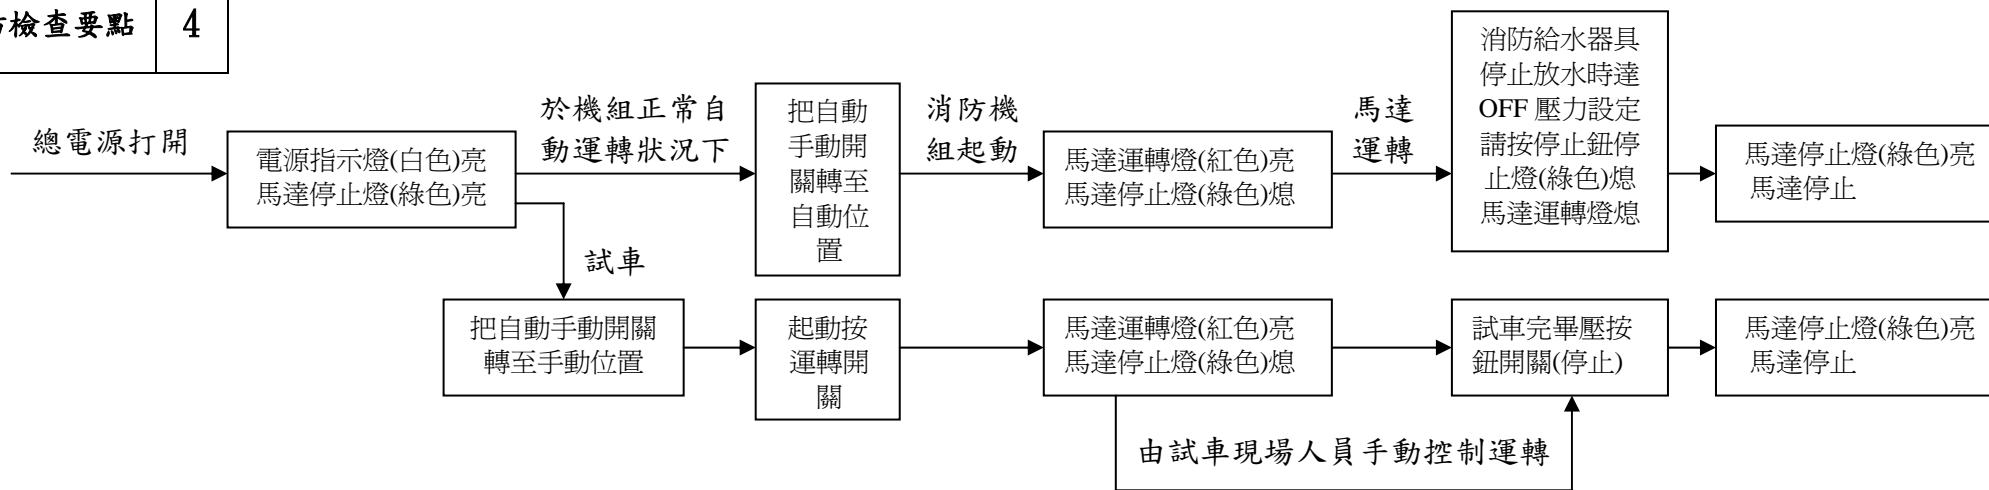 防檢查要點 4
總電源打開
電源指示燈(白色)亮
馬達停止燈(綠色)亮
於機組正常自
動運轉狀況下
把自動
手動開
關轉至
自動位
置
消防機
組起動
馬達運轉燈(紅色)亮
馬達停止燈(綠色)熄
馬達
運轉
消防給水器具
停止放水時達
OFF 壓力設定
請按停止鈕停
止燈(綠色)熄
馬達運轉燈熄
馬達停止燈(綠色)亮
馬達停止
試車
把自動手動開關
轉至手動位置
起動按
運轉開
關
馬達運轉燈(紅色)亮
馬達停止燈(綠色)熄
試車完畢壓按
鈕開關(停止)
馬達停止燈(綠色)亮
馬達停止
由試車現場人員手動控制運轉